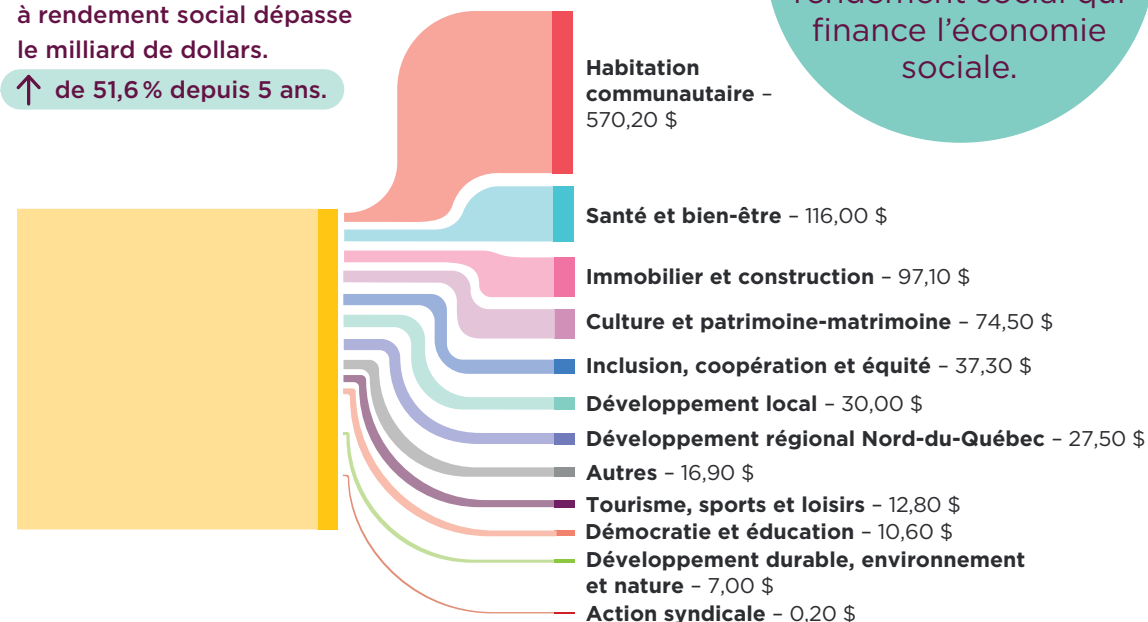 à rendement social dépasse
le milliard de dollars.
↑ de 51,6 % depuis 5 ans.
rendement social qui
finance l’économie
sociale.
Habitation
communautaire –
570,20 $
Santé et bien-être – 116,00 $
Immobilier et construction – 97,10 $
Culture et patrimoine-matrimoine – 74,50 $
Inclusion, coopération et équité – 37,30 $
Développement local – 30,00 $
Développement régional Nord-du-Québec – 27,50 $
Autres – 16,90 $
Tourisme, sports et loisirs – 12,80 $
Démocratie et éducation – 10,60 $
Développement durable, environnement
et nature – 7,00 $
Action syndicale – 0,20 $